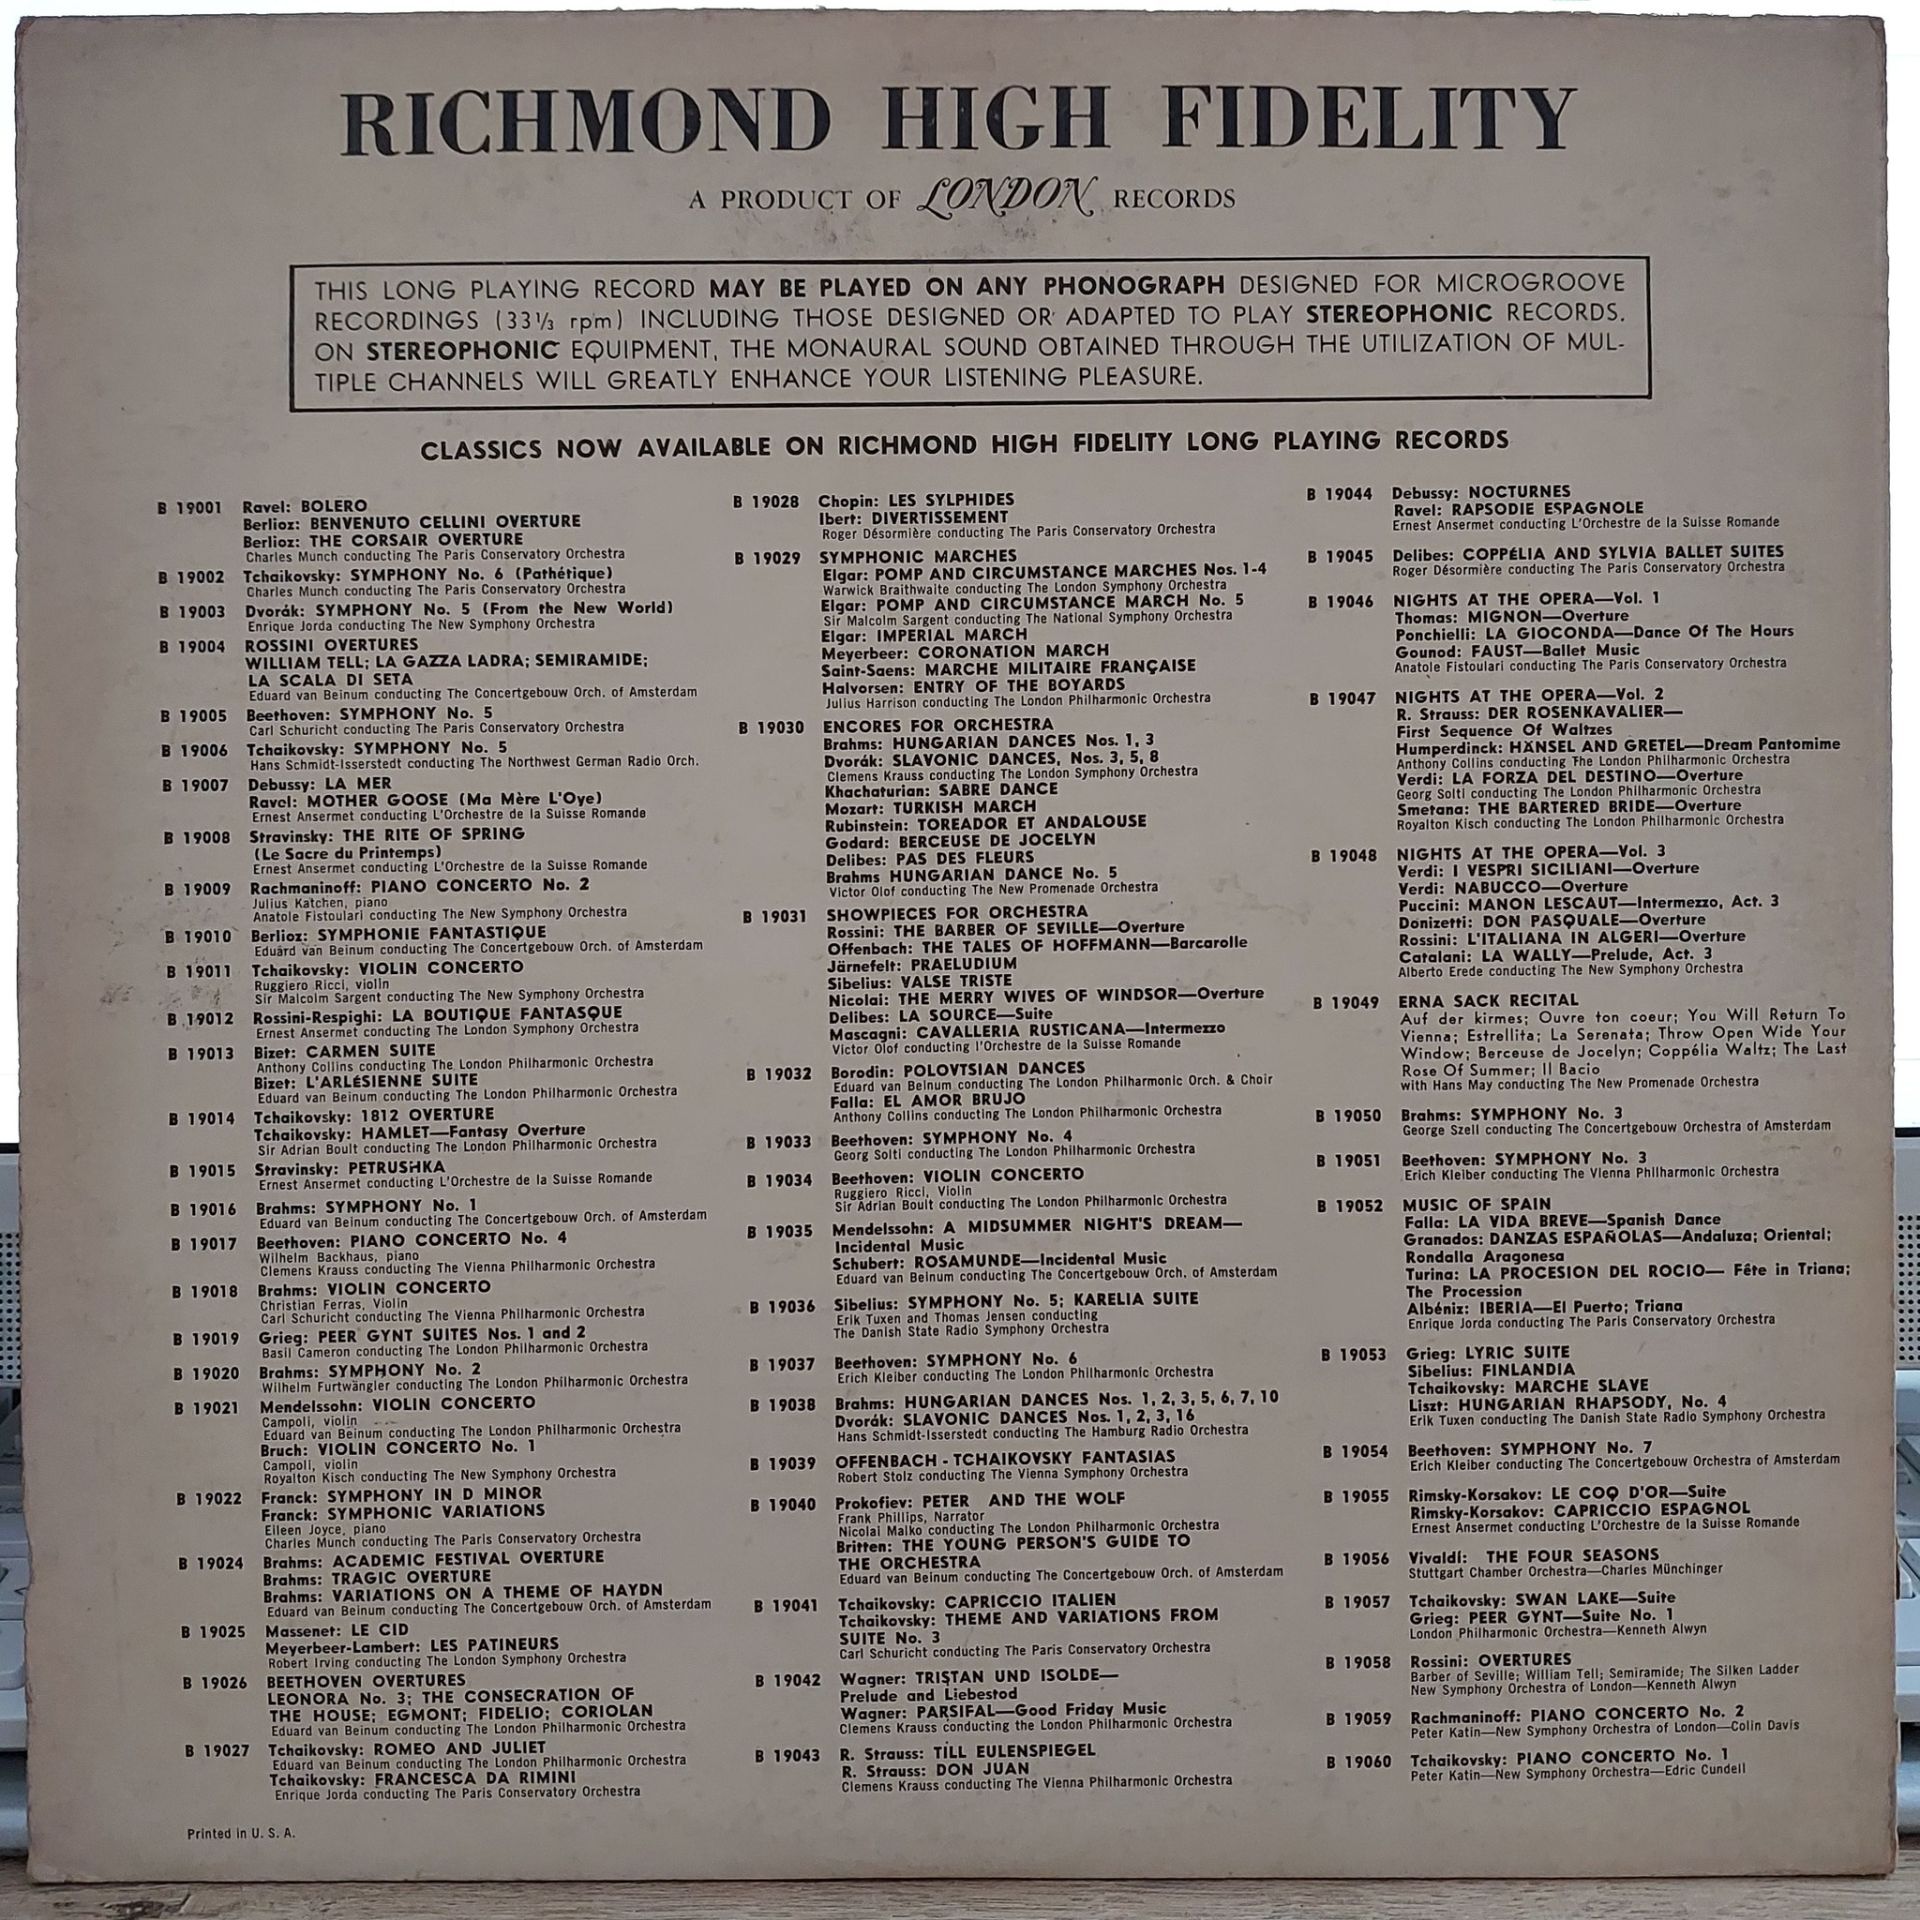 RICHMOND HIGH FIDELITY
A PRODUCT OF LONDON RECORDS
THIS LONG PLAYING RECORD MAY BE PLAYED ON ANY PHONOGRAPH DESIGNED FOR MICROGROOVE
RECORDINGS (33⅓ rpm) INCLUDING THOSE DESIGNED OR ADAPTED TO PLAY STEREOPHONIC RECORDS.
ON STEREOPHONIC EQUIPMENT, THE MONAURAL SOUND OBTAINED THROUGH THE UTILIZATION OF MUL-
TIPLE CHANNELS WILL GREATLY ENHANCE YOUR LISTENING PLEASURE.
CLASSICS NOW AVAILABLE ON RICHMOND HIGH FIDELITY LONG PLAYING RECORDS
B 19001 Ravel: BOLERO
Berlioz: BENVENUTO CELLINI OVERTURE
Berlioz: THE CORSAIR OVERTURE
Charles Munch conducting The Paris Conservatory Orchestra
B 19002 Tchaikovsky: SYMPHONY No. 6 (Pathétique)
Charles Munch conducting The Paris Conservatory Orchestra
B 19003 Dvorák: SYMPHONY No. 5 (From the New World)
Enrique Jorda conducting The New Symphony Orchestra
B 19004 ROSSINI OVERTURES
WILLIAM TELL; LA GAZZA LADRA; SEMIRAMIDE;
LA SCALA DI SETA
Eduard van Beinum conducting The Concertgebouw Orch. of Amsterdam
B 19005 Beethoven: SYMPHONY No. 5
Carl Schuricht conducting The Paris Conservatory Orchestra
B 19006 Tchaikovsky: SYMPHONY No. 5
Hans Schmidt-Isserstedt conducting The Northwest German Radio Orch.
B 19007 Debussy: LA MER
Ravel: MOTHER GOOSE (Ma Mère L'Oye)
Ernest Ansermet conducting L'Orchestre de la Suisse Romande
B 19008 Stravinsky: THE RITE OF SPRING
(Le Sacre du Printemps)
Ernest Ansermet conducting L'Orchestre de la Suisse Romande
B 19009 Rachmaninoff: PIANO CONCERTO No. 2
Julius Katchen, piano
Anatole Fistoulari conducting The New Symphony Orchestra
B 19010 Berlioz: SYMPHONIE FANTASTIQUE
Eduard van Beinum conducting The Concertgebouw Orch. of Amsterdam
B 19011 Tchaikovsky: VIOLIN CONCERTO
Ruggiero Ricci, violin
Sir Malcolm Sargent conducting The New Symphony Orchestra
B 19012 Rossini-Respighi: LA BOUTIQUE FANTASQUE
Ernest Ansermet conducting The London Symphony Orchestra
B 19013 Bizet: CARMEN SUITE
Anthony Collins conducting The London Philharmonic Orchestra
Bizet: L'ARLÉSIENNE SUITE
Eduard van Beinum conducting The London Philharmonic Orchestra
B 19014 Tchaikovsky: 1812 OVERTURE
Tchaikovsky: HAMLET—Fantasy Overture
Sir Adrian Boult conducting The London Philharmonic Orchestra
B 19015 Stravinsky: PETRUSHKA
Ernest Ansermet conducting L'Orchestre de la Suisse Romande
B 19016 Brahms: SYMPHONY No. 1
Eduard van Beinum conducting The Concertgebouw Orch. of Amsterdam
B 19017 Beethoven: PIANO CONCERTO No. 4
Wilhelm Backhaus, piano
Clemens Krauss conducting The Vienna Philharmonic Orchestra
B 19018 Brahms: VIOLIN CONCERTO
Christian Ferras, Violin
Carl Schuricht conducting The Vienna Philharmonic Orchestra
B 19019 Grieg: PEER GYNT SUITES Nos. 1 and 2
Basil Cameron conducting The London Philharmonic Orchestra
B 19020 Brahms: SYMPHONY No. 2
Wilhelm Furtwängler conducting The London Philharmonic Orchestra
B 19021 Mendelssohn: VIOLIN CONCERTO
Campoli, violin
Eduard van Beinum conducting The London Philharmonic Orchestra
Bruch: VIOLIN CONCERTO No. 1
Campoli, violin
Royalton Kisch conducting The New Symphony Orchestra
B 19022 Franck: SYMPHONY IN D MINOR
Franck: SYMPHONIC VARIATIONS
Eileen Joyce, piano
Charles Munch conducting The Paris Conservatory Orchestra
B 19024 Brahms: ACADEMIC FESTIVAL OVERTURE
Brahms: TRAGIC OVERTURE
Brahms: VARIATIONS ON A THEME OF HAYDN
Eduard van Beinum conducting The Concertgebouw Orch. of Amsterdam
B 19025 Massenet: LE CID
Meyerbeer-Lambert: LES PATINEURS
Robert Irving conducting The London Symphony Orchestra
B 19026 BEETHOVEN OVERTURES
LEONORA No. 3; THE CONSECRATION OF
THE HOUSE; EGMONT; FIDELIO; CORIOLAN
Eduard van Beinum conducting The London Philharmonic Orchestra
B 19027 Tchaikovsky: ROMEO AND JULIET
Eduard van Beinum conducting The London Philharmonic Orchestra
Tchaikovsky: FRANCESCA DA RIMINI
Enrique Jorda conducting The Paris Conservatory Orchestra
B 19028 Chopin: LES SYLPHIDES
Ibert: DIVERTISSEMENT
Roger Désormière conducting The Paris Conservatory Orchestra
B 19029 SYMPHONIC MARCHES
Elgar: POMP AND CIRCUMSTANCE MARCHES Nos. 1-4
Warwick Braithwaite conducting The London Symphony Orchestra
Elgar: POMP AND CIRCUMSTANCE MARCH No. 5
Sir Malcolm Sargent conducting The National Symphony Orchestra
Elgar: IMPERIAL MARCH
Meyerbeer: CORONATION MARCH
Saint-Saens: MARCHE MILITAIRE FRANÇAISE
Halvorsen: ENTRY OF THE BOYARDS
Julius Harrison conducting The London Philharmonic Orchestra
B 19030 ENCORES FOR ORCHESTRA
Brahms: HUNGARIAN DANCES Nos. 1, 3
Dvorák: SLAVONIC DANCES, Nos. 3, 5, 8
Clemens Krauss conducting The London Symphony Orchestra
Khachaturian: SABRE DANCE
Mozart: TURKISH MARCH
Rubinstein: TOREADOR ET ANDALOUSE
Godard: BERCEUSE DE JOCELYN
Delibes: PAS DES FLEURS
Brahms HUNGARIAN DANCE No. 5
Victor Olof conducting The New Promenade Orchestra
B 19031 SHOWPIECES FOR ORCHESTRA
Rossini: THE BARBER OF SEVILLE—Overture
Offenbach: THE TALES OF HOFFMANN—Barcarolle
Järnefelt: PRAELUDIUM
Sibelius: VALSE TRISTE
Nicolai: THE MERRY WIVES OF WINDSOR—Overture
Delibes: LA SOURCE—Suite
Mascagni: CAVALLERIA RUSTICANA—Intermezzo
Victor Olof conducting l'Orchestre de la Suisse Romande
B 19032 Borodin: POLOVTSIAN DANCES
Eduard van Beinum conducting The London Philharmonic Orch. & Choir
Falla: EL AMOR BRUJO
Anthony Collins conducting The London Philharmonic Orchestra
B 19033 Beethoven: SYMPHONY No. 4
Georg Solti conducting The London Philharmonic Orchestra
B 19034 Beethoven: VIOLIN CONCERTO
Ruggiero Ricci, Violin
Sir Adrian Boult conducting The London Philharmonic Orchestra
B 19035 Mendelssohn: A MIDSUMMER NIGHT'S DREAM—
Incidental Music
Schubert: ROSAMUNDE—Incidental Music
Eduard van Beinum conducting The Concertgebouw Orch. of Amsterdam
B 19036 Sibelius: SYMPHONY No. 5; KARELIA SUITE
Erik Tuxen and Thomas Jensen conducting
The Danish State Radio Symphony Orchestra
B 19037 Beethoven: SYMPHONY No. 6
Erich Kleiber conducting The London Philharmonic Orchestra
B 19038 Brahms: HUNGARIAN DANCES Nos. 1, 2, 3, 5, 6, 7, 10
Dvorák: SLAVONIC DANCES Nos. 1, 2, 3, 16
Hans Schmidt-Isserstedt conducting The Hamburg Radio Orchestra
B 19039 OFFENBACH - TCHAIKOVSKY FANTASIAS
Robert Stolz conducting The Vienna Symphony Orchestra
B 19040 Prokofiev: PETER AND THE WOLF
Frank Phillips, Narrator
Nicolai Malko conducting The London Philharmonic Orchestra
Britten: THE YOUNG PERSON'S GUIDE TO
THE ORCHESTRA
Eduard van Beinum conducting The Concertgebouw Orch. of Amsterdam
B 19041 Tchaikovsky: CAPRICCIO ITALIEN
Tchaikovsky: THEME AND VARIATIONS FROM
SUITE No. 3
Carl Schuricht conducting The Paris Conservatory Orchestra
B 19042 Wagner: TRISTAN UND ISOLDE—
Prelude and Liebestod
Wagner: PARSIFAL—Good Friday Music
Clemens Krauss conducting the London Philharmonic Orchestra
B 19043 R. Strauss: TILL EULENSPIEGEL
R. Strauss: DON JUAN
Clemens Krauss conducting The Vienna Philharmonic Orchestra
B 19044 Debussy: NOCTURNES
Ravel: RAPSODIE ESPAGNOLE
Ernest Ansermet conducting L'Orchestre de la Suisse Romande
B 19045 Delibes: COPPÉLIA AND SYLVIA BALLET SUITES
Roger Désormière conducting The Paris Conservatory Orchestra
B 19046 NIGHTS AT THE OPERA—Vol. 1
Thomas: MIGNON—Overture
Ponchielli: LA GIOCONDA—Dance Of The Hours
Gounod: FAUST—Ballet Music
Anatole Fistoulari conducting The Paris Conservatory Orchestra
B 19047 NIGHTS AT THE OPERA—Vol. 2
R. Strauss: DER ROSENKAVALIER—
First Sequence Of Waltzes
Humperdinck: HÄNSEL AND GRETEL—Dream Pantomime
Anthony Collins conducting The London Philharmonic Orchestra
Verdi: LA FORZA DEL DESTINO—Overture
Georg Solti conducting The London Philharmonic Orchestra
Smetana: THE BARTERED BRIDE—Overture
Royalton Kisch conducting The London Philharmonic Orchestra
B 19048 NIGHTS AT THE OPERA—Vol. 3
Verdi: I VESPRI SICILIANI—Overture
Verdi: NABUCCO—Overture
Puccini: MANON LESCAUT—Intermezzo, Act. 3
Donizetti: DON PASQUALE—Overture
Rossini: L'ITALIANA IN ALGERI—Overture
Catalani: LA WALLY—Prelude, Act. 3
Alberto Erede conducting The New Symphony Orchestra
B 19049 ERNA SACK RECITAL
Auf der kirmes; Ouvre ton coeur; You Will Return To
Vienna; Estrellita; La Serenata; Throw Open Wide Your
Window; Berceuse de Jocelyn; Coppélia Waltz; The Last
Rose Of Summer; Il Bacio
with Hans May conducting The New Promenade Orchestra
B 19050 Brahms: SYMPHONY No. 3
George Szell conducting The Concertgebouw Orchestra of Amsterdam
B 19051 Beethoven: SYMPHONY No. 3
Erich Kleiber conducting The Vienna Philharmonic Orchestra
B 19052 MUSIC OF SPAIN
Falla: LA VIDA BREVE—Spanish Dance
Granados: DANZAS ESPAÑOLAS—Andaluza; Oriental;
Rondalla Aragonesa
Turina: LA PROCESION DEL ROCIO— Fête in Triana;
The Procession
Albéniz: IBERIA—El Puerto; Triana
Enrique Jorda conducting The Paris Conservatory Orchestra
B 19053 Grieg: LYRIC SUITE
Sibelius: FINLANDIA
Tchaikovsky: MARCHE SLAVE
Liszt: HUNGARIAN RHAPSODY, No. 4
Erik Tuxen conducting The Danish State Radio Symphony Orchestra
B 19054 Beethoven: SYMPHONY No. 7
Erich Kleiber conducting The Concertgebouw Orchestra of Amsterdam
B 19055 Rimsky-Korsakov: LE COQ D'OR—Suite
Rimsky-Korsakov: CAPRICCIO ESPAGNOL
Ernest Ansermet conducting L'Orchestre de la Suisse Romande
B 19056 Vivaldi: THE FOUR SEASONS
Stuttgart Chamber Orchestra—Charles Münchinger
B 19057 Tchaikovsky: SWAN LAKE—Suite
Grieg: PEER GYNT—Suite No. 1
London Philharmonic Orchestra—Kenneth Alwyn
B 19058 Rossini: OVERTURES
Barber of Seville; William Tell; Semiramide; The Silken Ladder
New Symphony Orchestra of London—Kenneth Alwyn
B 19059 Rachmaninoff: PIANO CONCERTO No. 2
Peter Katin—New Symphony Orchestra of London—Colin Davis
B 19060 Tchaikovsky: PIANO CONCERTO No. 1
Peter Katin—New Symphony Orchestra—Edric Cundell
Printed in U. S. A.